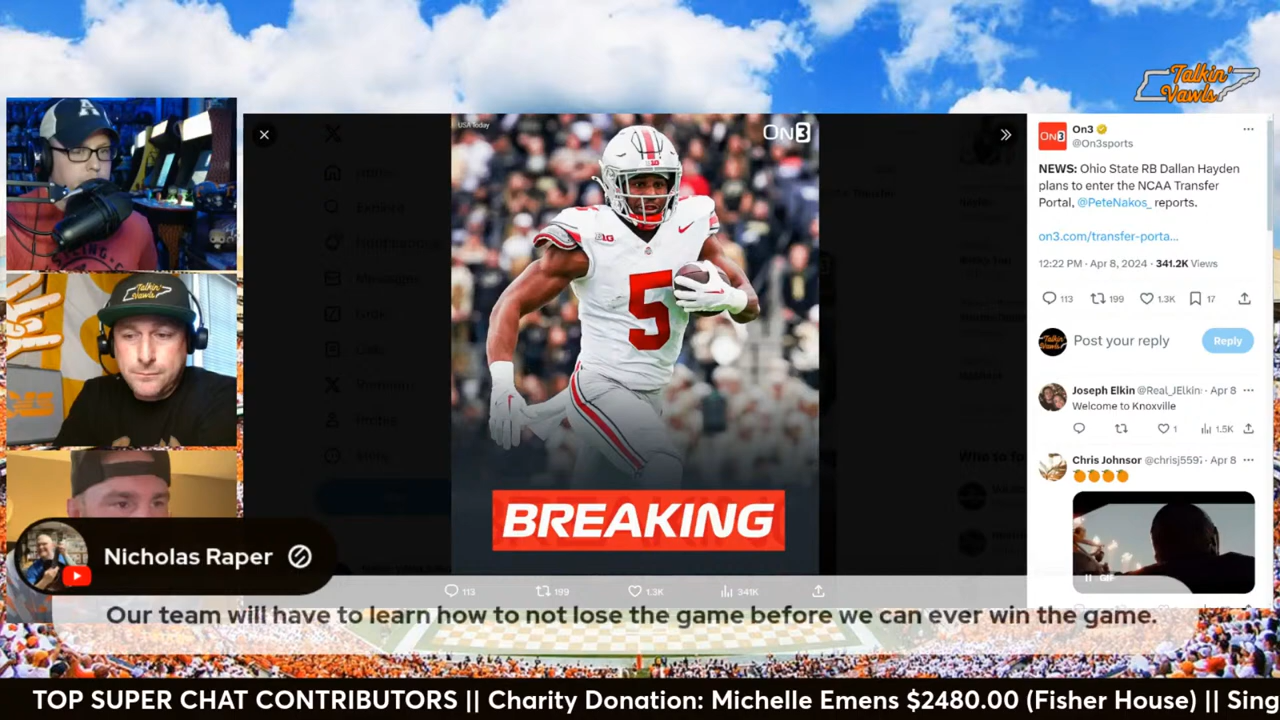 Talkin'
Vawls
USA Today
ON3
5
BREAKING
113
199
1.3K
341K
On3
@On3sports
NEWS: Ohio State RB Dallan Hayden
plans to enter the NCAA Transfer
Portal, @PeteNakos_ reports.
on3.com/transfer-porta...
12:22 PM · Apr 8, 2024 · 341.2K Views
113
199
1.3K
17
Post your reply
Reply
Joseph Elkin @Real_JElkin · Apr 8
Welcome to Knoxville
1
1.5K
Chris Johnsor @chrisj5597 · Apr 8
GIF
Talkin'
Vawls
Nicholas Raper
Our team will have to learn how to not lose the game before we can ever win the game.
TOP SUPER CHAT CONTRIBUTORS || Charity Donation: Michelle Emens $2480.00 (Fisher House) || Sing